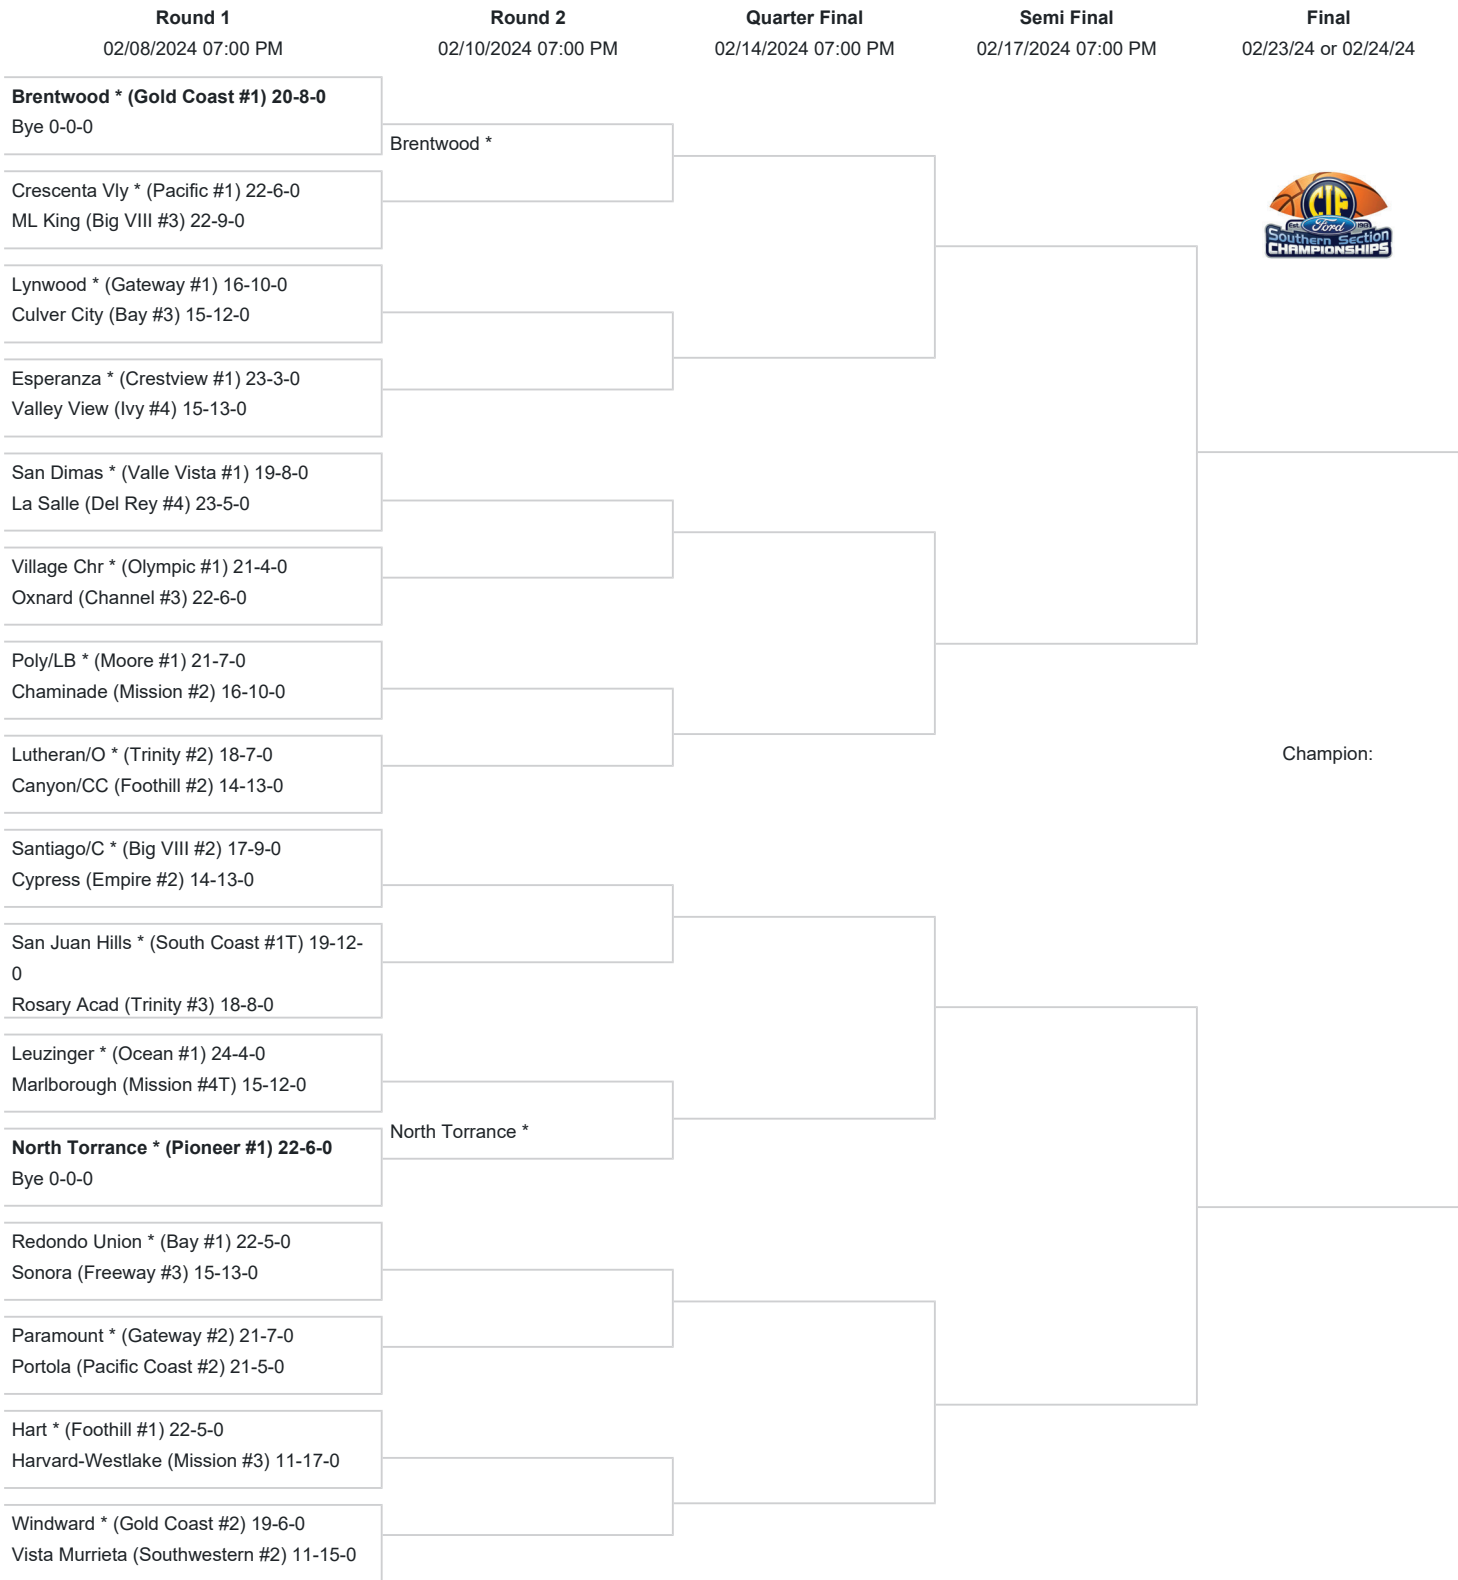 Round 1
Round 2
Quarter Final
Semi Final
Final
02/08/2024 07:00 PM
02/10/2024 07:00 PM
02/14/2024 07:00 PM
02/17/2024 07:00 PM
02/23/24 or 02/24/24
Brentwood * (Gold Coast #1) 20-8-0
Bye 0-0-0
Brentwood *
Crescenta Vly * (Pacific #1) 22-6-0
ML King (Big VIII #3) 22-9-0
CIF
Ford
Southern Section
CHAMPIONSHIPS
Lynwood * (Gateway #1) 16-10-0
Culver City (Bay #3) 15-12-0
Esperanza * (Crestview #1) 23-3-0
Valley View (Ivy #4) 15-13-0
San Dimas * (Valle Vista #1) 19-8-0
La Salle (Del Rey #4) 23-5-0
Village Chr * (Olympic #1) 21-4-0
Oxnard (Channel #3) 22-6-0
Poly/LB * (Moore #1) 21-7-0
Chaminade (Mission #2) 16-10-0
Lutheran/O * (Trinity #2) 18-7-0
Canyon/CC (Foothill #2) 14-13-0
Champion:
Santiago/C * (Big VIII #2) 17-9-0
Cypress (Empire #2) 14-13-0
San Juan Hills * (South Coast #1T) 19-12-
0
Rosary Acad (Trinity #3) 18-8-0
Leuzinger * (Ocean #1) 24-4-0
Marlborough (Mission #4T) 15-12-0
North Torrance *
North Torrance * (Pioneer #1) 22-6-0
Bye 0-0-0
Redondo Union * (Bay #1) 22-5-0
Sonora (Freeway #3) 15-13-0
Paramount * (Gateway #2) 21-7-0
Portola (Pacific Coast #2) 21-5-0
Hart * (Foothill #1) 22-5-0
Harvard-Westlake (Mission #3) 11-17-0
Windward * (Gold Coast #2) 19-6-0
Vista Murrieta (Southwestern #2) 11-15-0